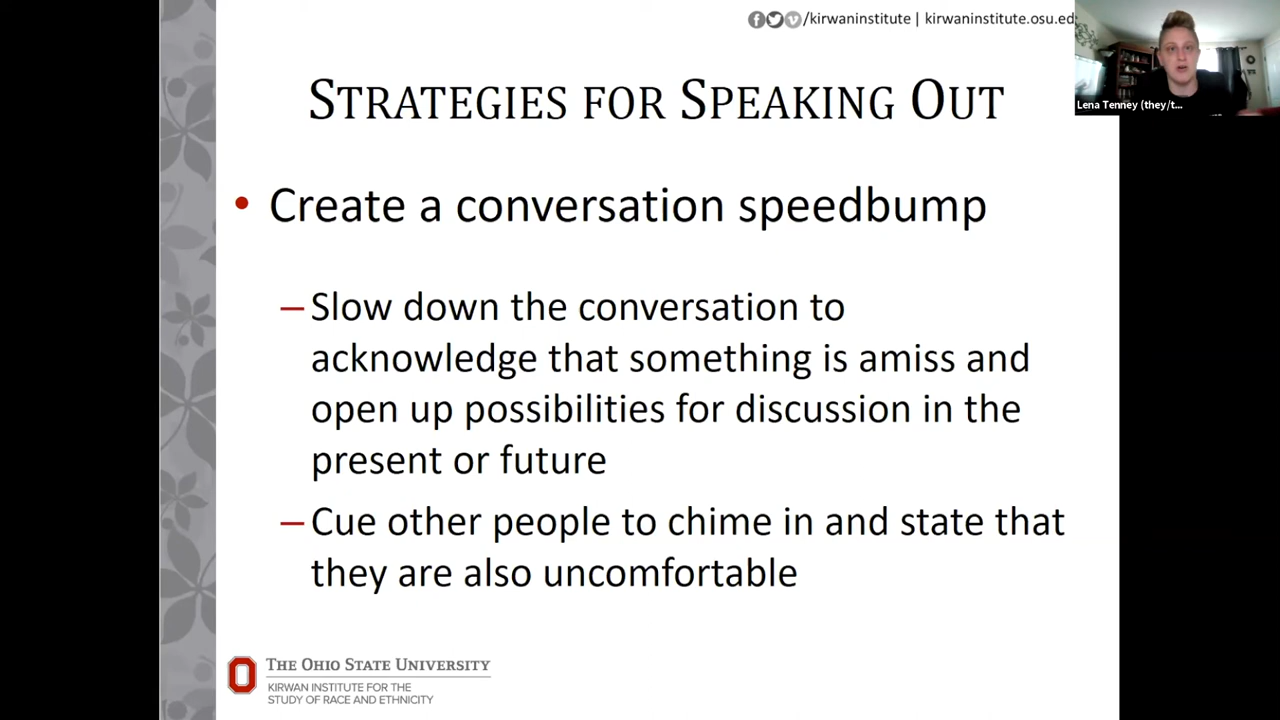 /kirwaninstitute | kirwaninstitute.osu.ed
Lena Tenney (they/t...
STRATEGIES FOR SPEAKING OUT
• Create a conversation speedbump
– Slow down the conversation to
acknowledge that something is amiss and
open up possibilities for discussion in the
present or future
– Cue other people to chime in and state that
they are also uncomfortable
THE OHIO STATE UNIVERSITY
KIRWAN INSTITUTE FOR THE
STUDY OF RACE AND ETHNICITY